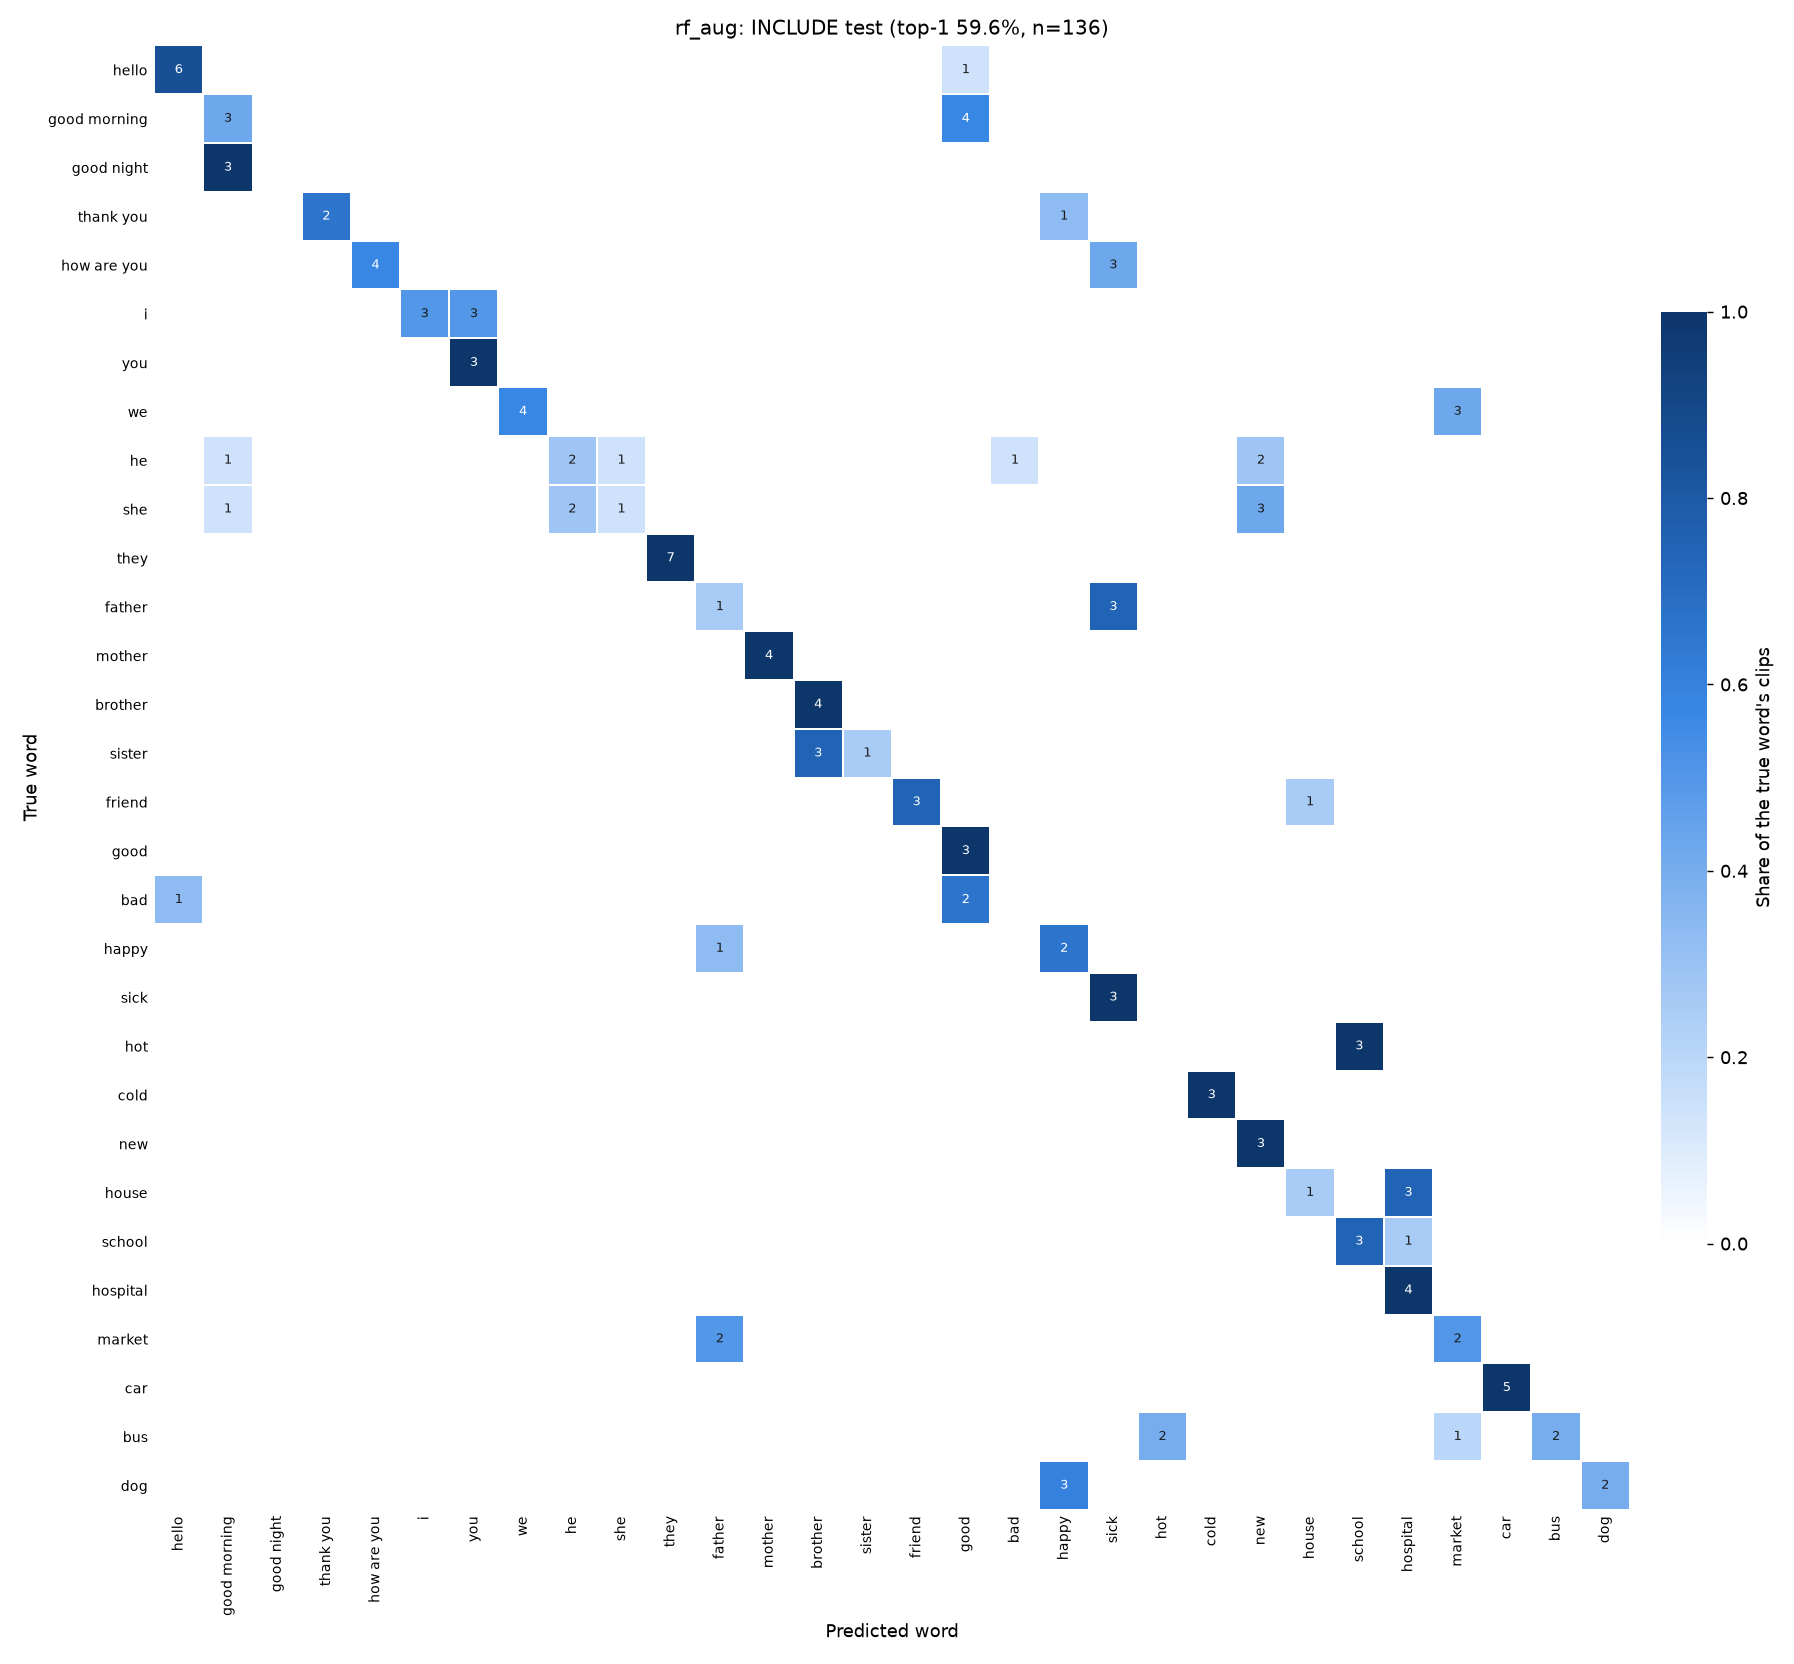 rf_aug: INCLUDE test (top-1 59.6%, n=136)
hello 6 1
good morning 3 4
good night 3
thank you 2 1
how are you 4 3
i 3 3
you 3
we 4 3
he 1 2 1 1 2
she 1 2 1 3
they 7
father 1 3
mother 4
brother 4
sister 3 1
friend 3 1
good 3
bad 1 2
happy 1 2
sick 3
hot 3
cold 3
new 3
house 1 3
school 3 1
hospital 4
market 2 2
car 5
bus 2 1 2
dog 3 2
hello good morning good night thank you how are you i you we he she they father mother brother sister friend good bad happy sick hot cold new house school hospital market car bus dog
Predicted word
True word
1.0
0.8
0.6
0.4
0.2
0.0
Share of the true word's clips